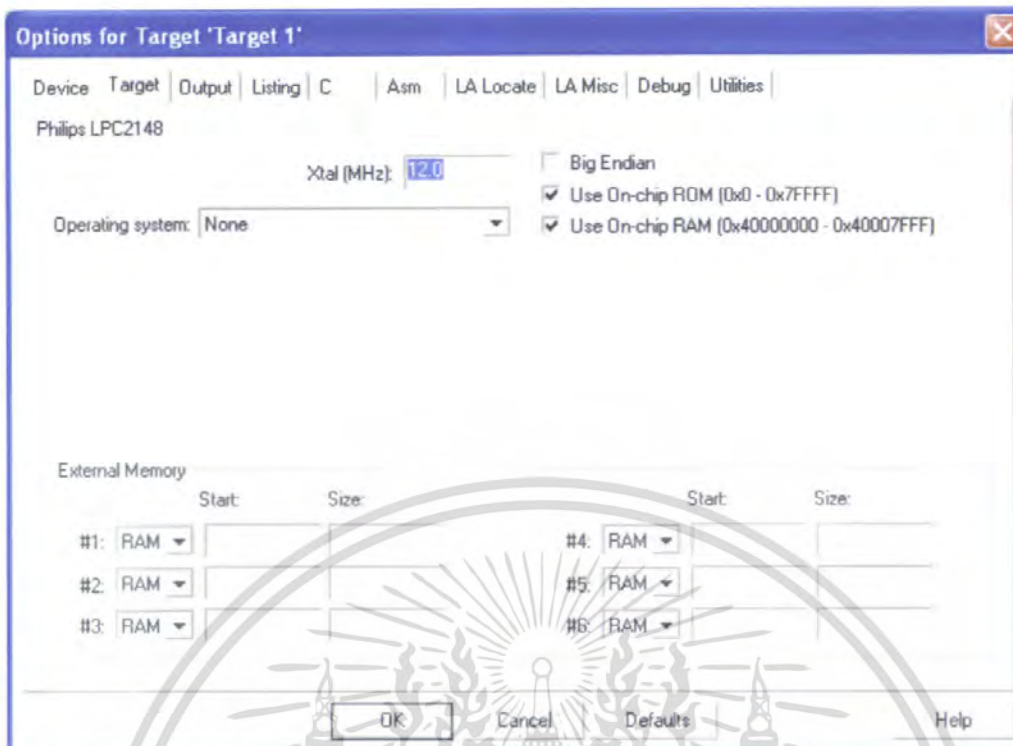 Options for Target 'Target 1'
Device Target Output Listing C Asm LA Locate LA Misc Debug Utilities
Philips LPC2148
Xtal (MHz): 12.0
Big Endian
Use On-chip ROM (0x0 - 0x7FFFF)
Operating system: None
Use On-chip RAM (0x40000000 - 0x40007FFF)
External Memory
Start: Size: Start: Size:
#1: RAM #4: RAM
#2: RAM #5: RAM
#3: RAM #6: RAM
OK Cancel Defaults Help